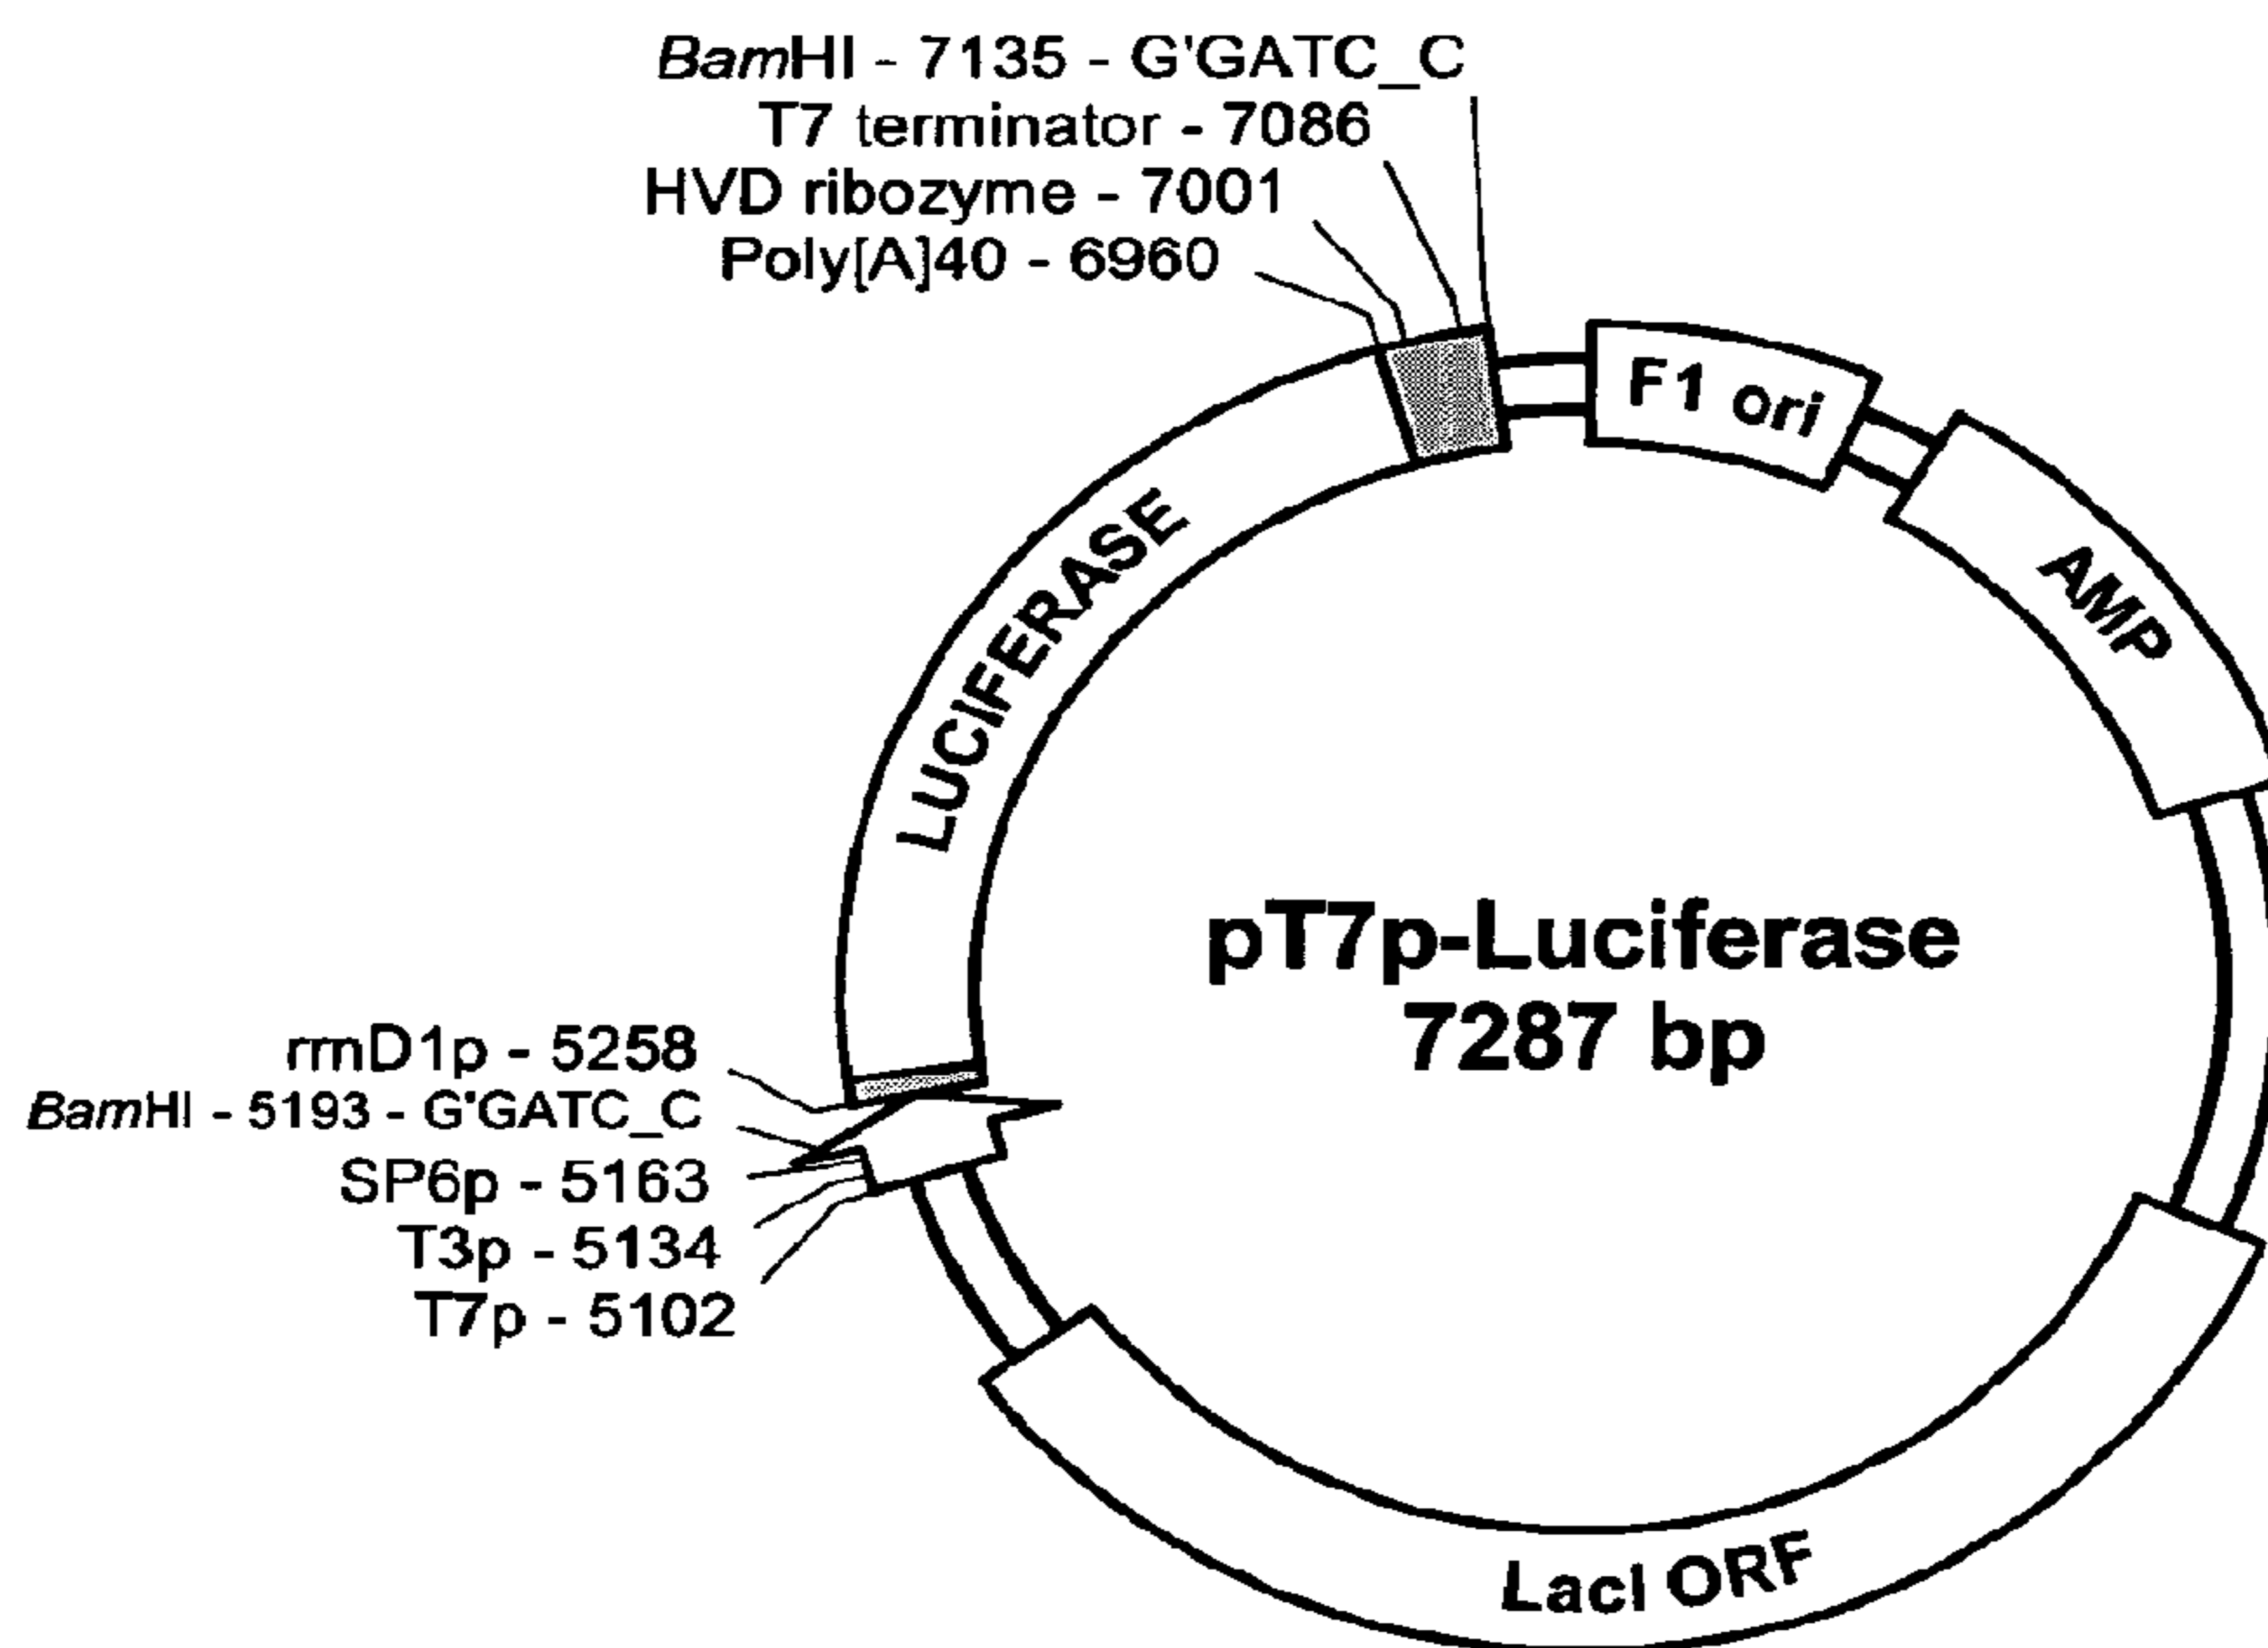 BamHI - 7135 - G'GATC_C
T7 terminator - 7086
HVD ribozyme - 7001
Poly[A]40 - 6960
F1 ori
AMP
LUCIFERASE
pT7p-Luciferase
7287 bp
rrnD1p - 5258
BamHI - 5193 - G'GATC_C
SP6p - 5163
T3p - 5134
T7p - 5102
LacI ORF